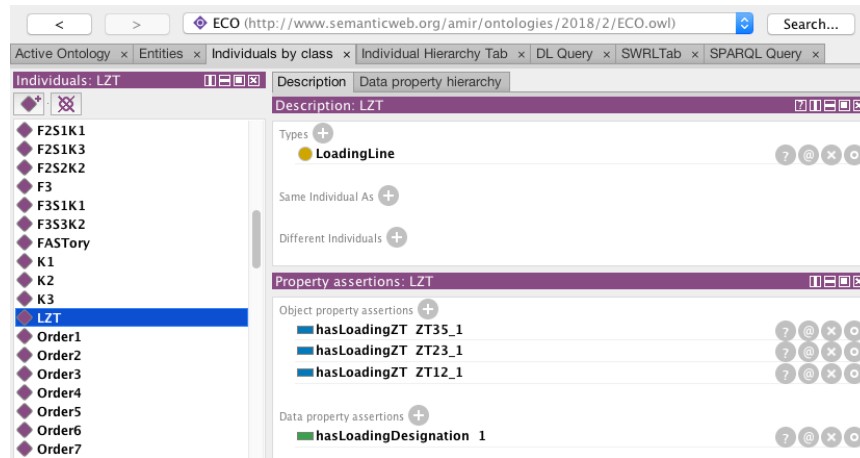 < > ECO (http://www.semanticweb.org/amir/ontologies/2018/2/ECO.owl) Search...
Active Ontology × Entities × Individuals by class × Individual Hierarchy Tab × DL Query × SWRLTab × SPARQL Query ×
Individuals: LZT
F2S1K1
F2S1K3
F2S2K2
F3
F3S1K1
F3S3K2
FASTory
K1
K2
K3
LZT
Order1
Order2
Order3
Order4
Order5
Order6
Order7
Description Data property hierarchy
Description: LZT
Types
LoadingLine
Same Individual As
Different Individuals
Property assertions: LZT
Object property assertions
hasLoadingZT ZT35_1
hasLoadingZT ZT23_1
hasLoadingZT ZT12_1
Data property assertions
hasLoadingDesignation 1